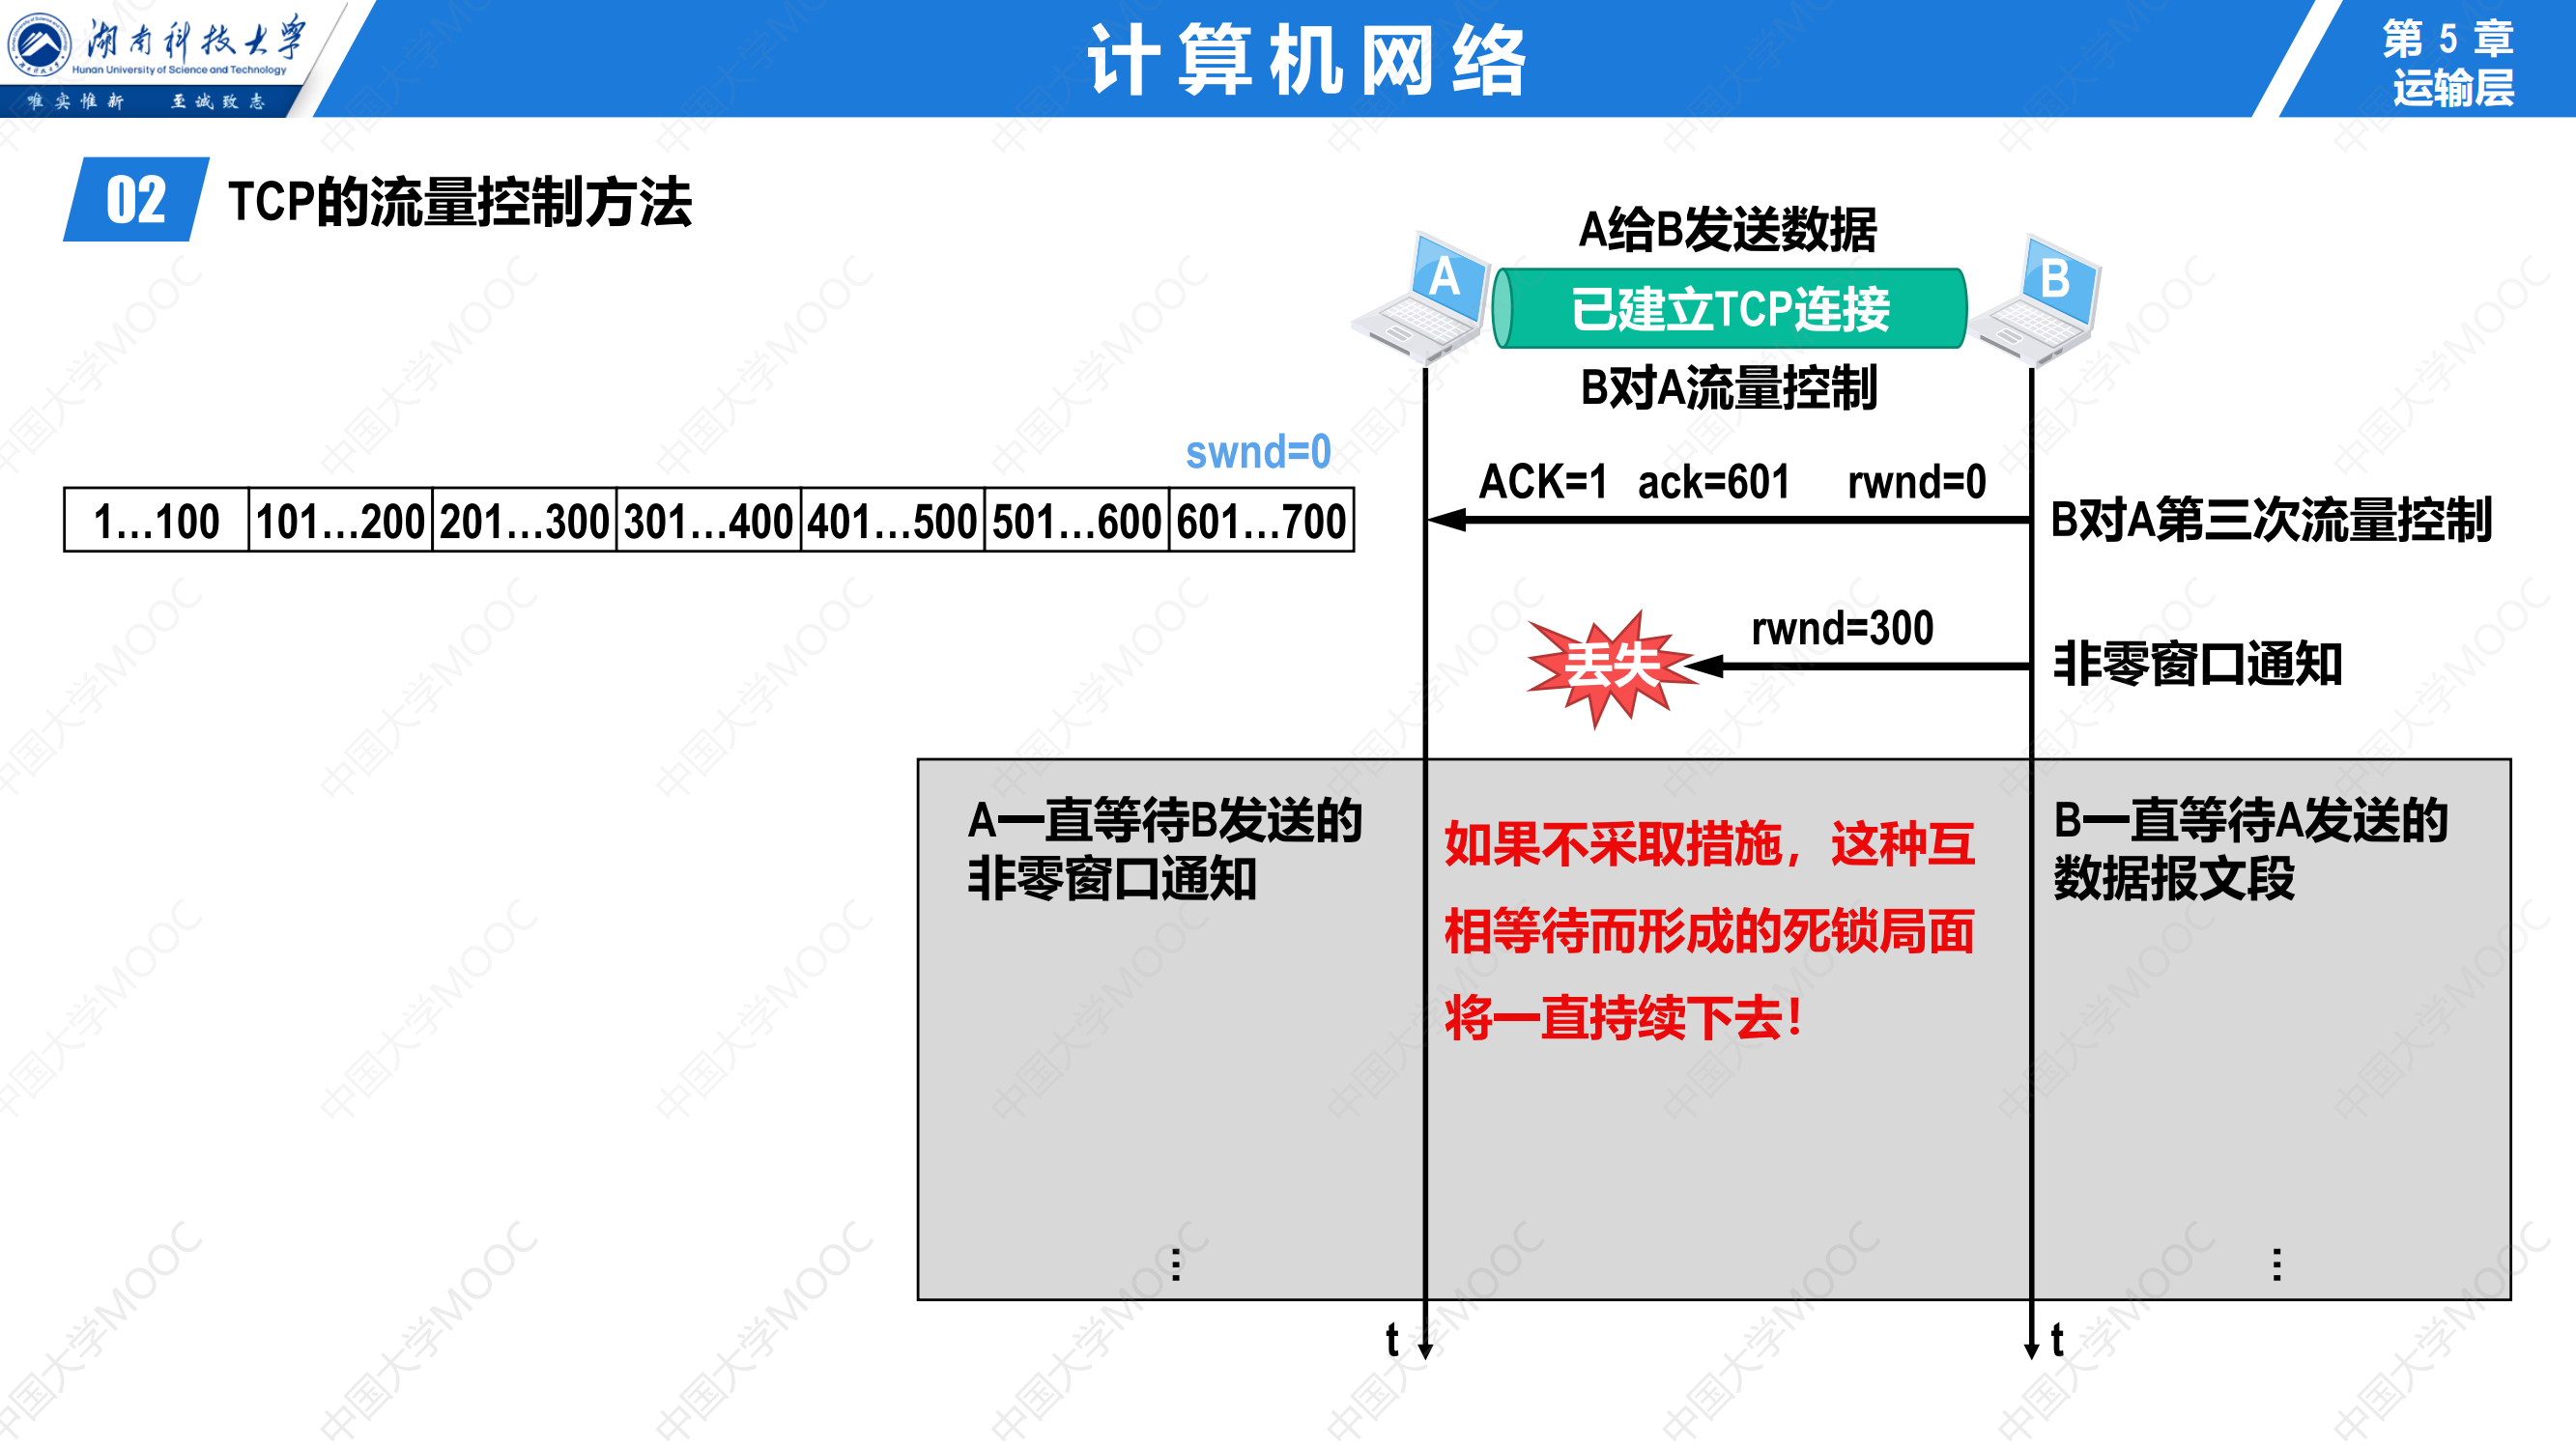 湖南科技大学
Hunan University of Science and Technology
唯实惟新 至诚致志
计算机网络
第 5 章
运输层
02 TCP的流量控制方法
A给B发送数据
A 已建立TCP连接 B
B对A流量控制
swnd=0
1…100 101…200 201…300 301…400 401…500 501…600 601…700
ACK=1 ack=601 rwnd=0
B对A第三次流量控制
rwnd=300
丢失
非零窗口通知
A一直等待B发送的
非零窗口通知
如果不采取措施，这种互
相等待而形成的死锁局面
将一直持续下去！
B一直等待A发送的
数据报文段
…
…
t
t
中国大学MOOC